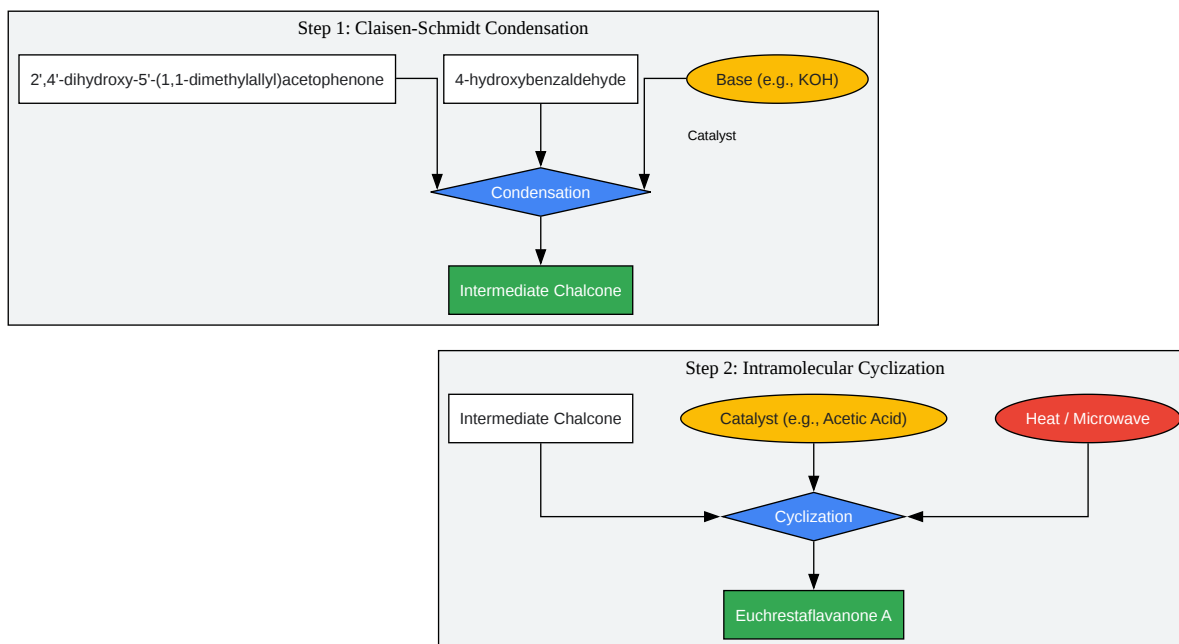 Step 1: Claisen-Schmidt Condensation
2',4'-dihydroxy-5'-(1,1-dimethylallyl)acetophenone
4-hydroxybenzaldehyde
Base (e.g., KOH)
Catalyst
Condensation
Intermediate Chalcone
Step 2: Intramolecular Cyclization
Intermediate Chalcone
Catalyst (e.g., Acetic Acid)
Heat / Microwave
Cyclization
Euchrestaflavanone A